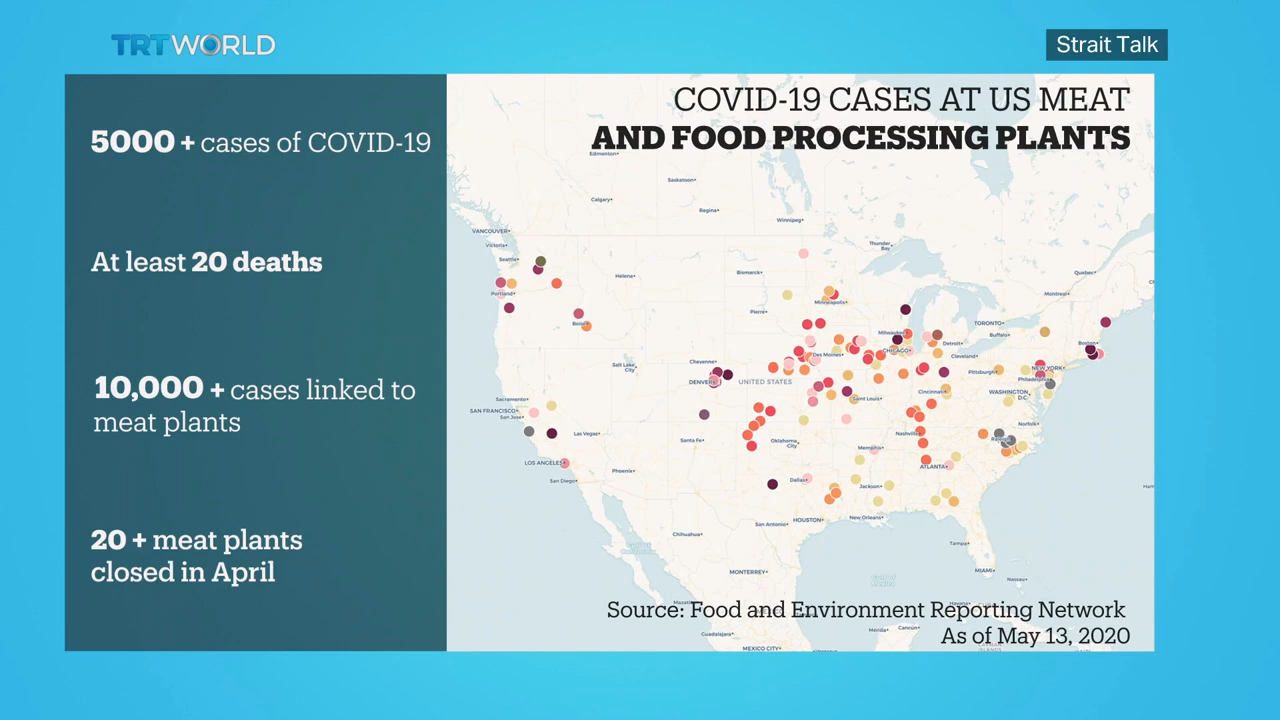 TRT WORLD
Strait Talk
5000 + cases of COVID-19
At least 20 deaths
10,000 + cases linked to
meat plants
20 + meat plants
closed in April
COVID-19 CASES AT US MEAT
AND FOOD PROCESSING PLANTS
Edmonton
Saskatoon
Calgary
Regina
Winnipeg
VANCOUVER
Victoria
Seattle
Thunder
Bay
Helena
Bismarck
Quebec
Portland
Minneapolis
Montreal
Pierre
Boise
Milwaukee
TORONTO
Buffalo
Detroit
Boston
CHICAGO
Des Moines
Cleveland
Salt Lake
City
Cheyenne
DENVER
UNITED STATES
Pittsburgh
NEW YORK
Philadelphia
Cincinnati
WASHINGTON
D.C.
Sacramento
SAN FRANCISCO
San Jose
Saint Louis
Norfolk
Las Vegas
Santa Fe
Oklahoma
City
Nashville
Raleigh
Memphis
LOS ANGELES
Phoenix
ATLANTA
San Diego
Dallas
Jackson
San Antonio
HOUSTON
New Orleans
Chihuahua
Tampa
MONTERREY
MIAMI
Nassau
Gulf of
Mexico
Source: Food and Environment Reporting Network
As of May 13, 2020
Guadalajara
Merida
Cancún
MEXICO CITY